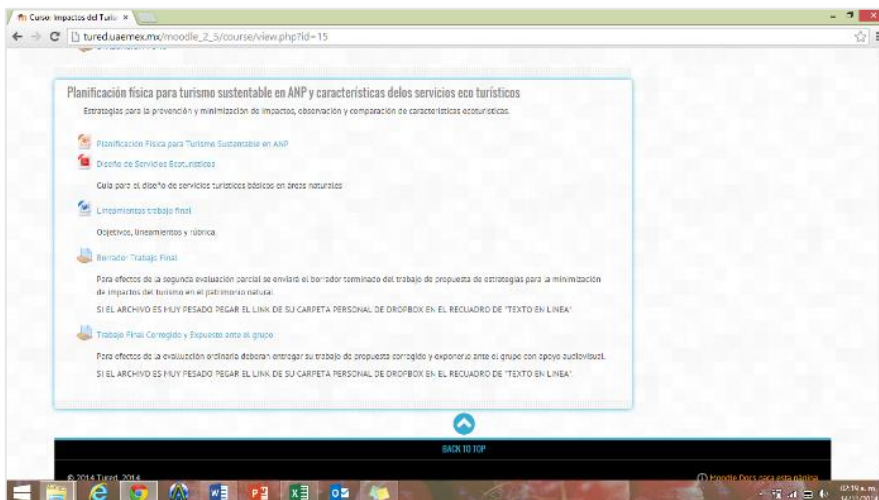 Curso: Impactos del Turis
tured.uaemex.mx/moodle_2_5/course/view.php?id=15
Planificación física para turismo sustentable en ANP y características delos servicios eco turísticos
Estrategias para la prevención y minimización de impactos, observación y comparación de características ecoturísticas.
Planificación Física para Turismo Sustentable en ANP
Diseño de Servicios Ecoturísticos
Guía para el diseño de servicios turísticos básicos en áreas naturales
Lineamientos trabajo final
Objetivos, lineamientos y rúbrica.
Borrador Trabajo Final
Para efectos de la segunda evaluación parcial se enviará el borrador terminado del trabajo de propuesta de estrategias para la minimización
de impactos del turismo en el patrimonio natural.
SI EL ARCHIVO ES MUY PESADO PEGAR EL LINK DE SU CARPETA PERSONAL DE DROPBOX EN EL RECUADRO DE "TEXTO EN LINEA"
Trabajo Final Corregido y Expuesto ante el grupo
Para efectos de la evaluación ordinaria deberan entregar su trabajo de propuesta corregido y exponerlo ante el grupo con apoyo audiovisual.
SI EL ARCHIVO ES MUY PESADO PEGAR EL LINK DE SU CARPETA PERSONAL DE DROPBOX EN EL RECUADRO DE "TEXTO EN LINEA"
BACK TO TOP
© 2014 Tured, 2014.
Moodle Docs para esta página
02:19 a. m.